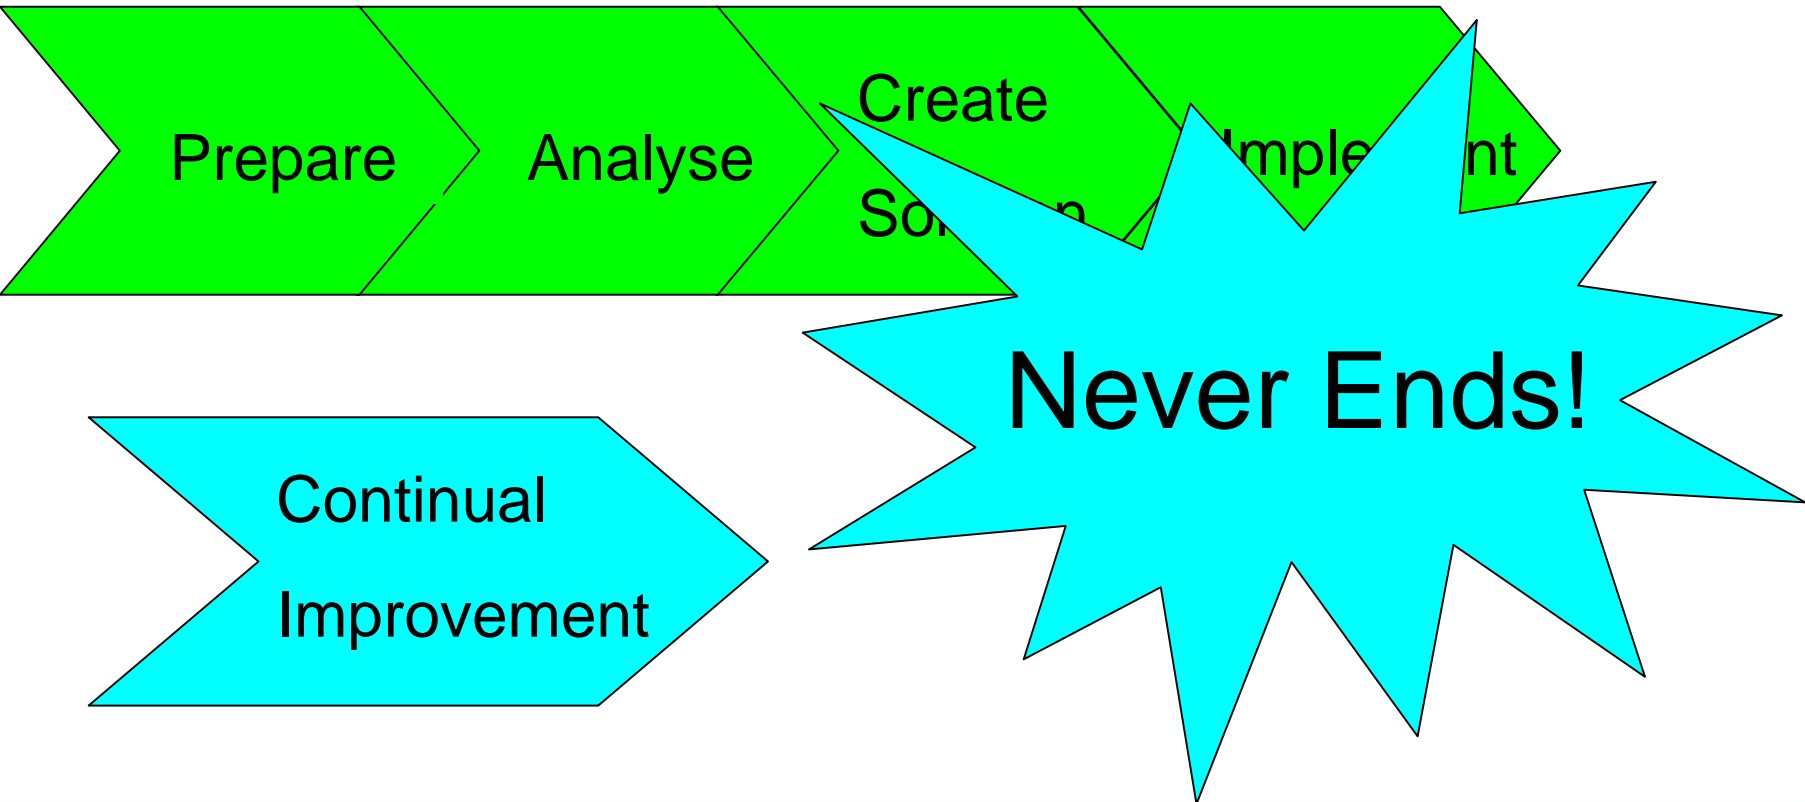 Prepare
Analyse
Create
Never Ends!
Continual
Improvement